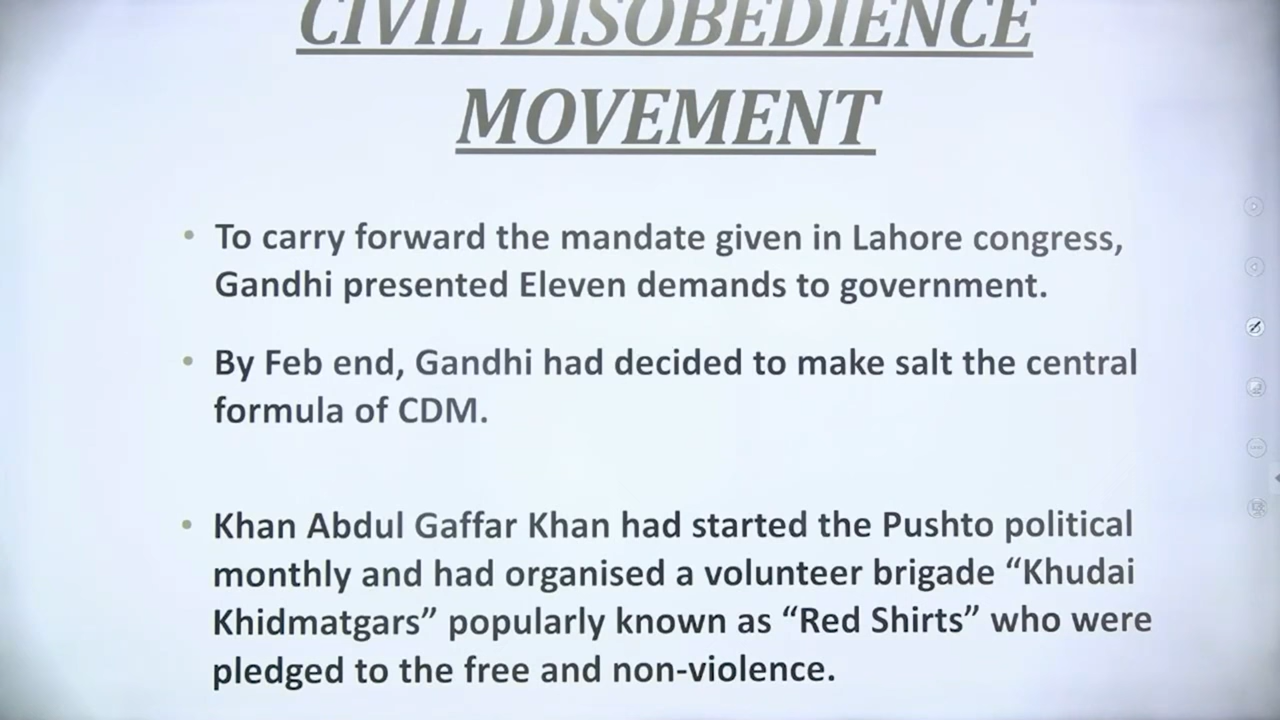 CIVIL DISOBEDIENCE
MOVEMENT
• To carry forward the mandate given in Lahore congress,
Gandhi presented Eleven demands to government.
• By Feb end, Gandhi had decided to make salt the central
formula of CDM.
• Khan Abdul Gaffar Khan had started the Pushto political
monthly and had organised a volunteer brigade “Khudai
Khidmatgars” popularly known as “Red Shirts” who were
pledged to the free and non-violence.